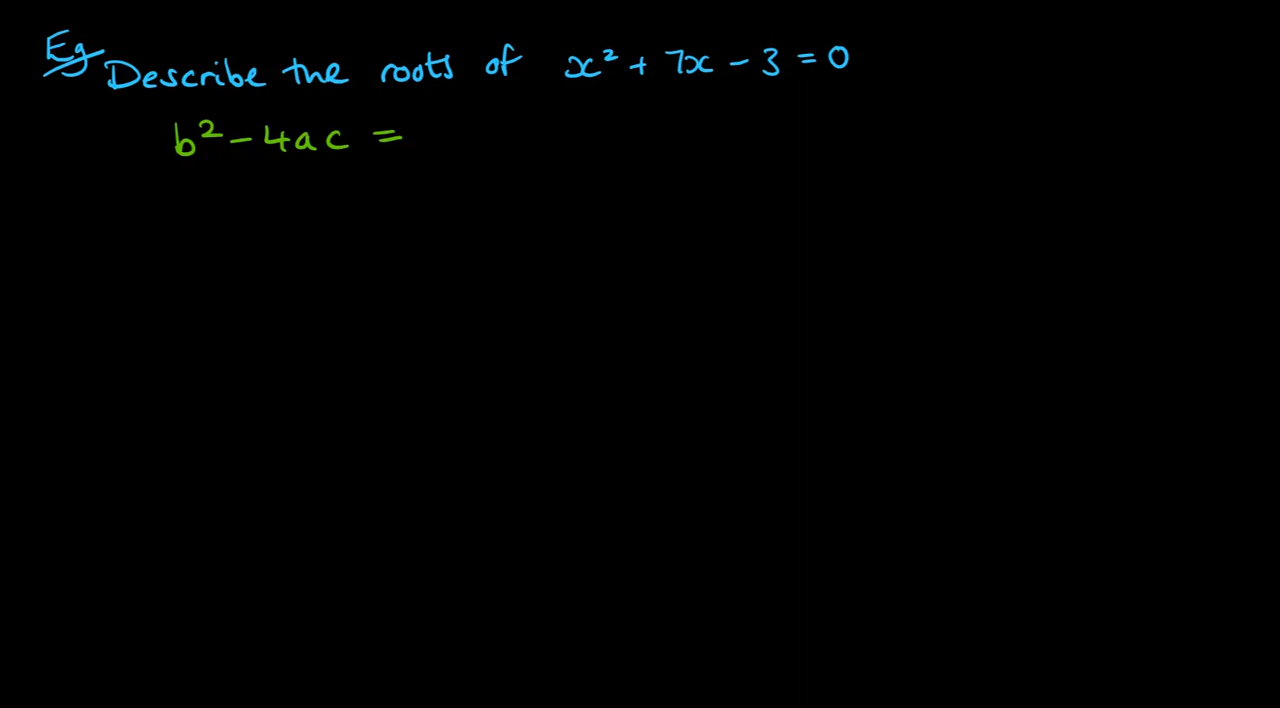 Eg Describe the roots of x² + 7x - 3 = 0
b² - 4ac =